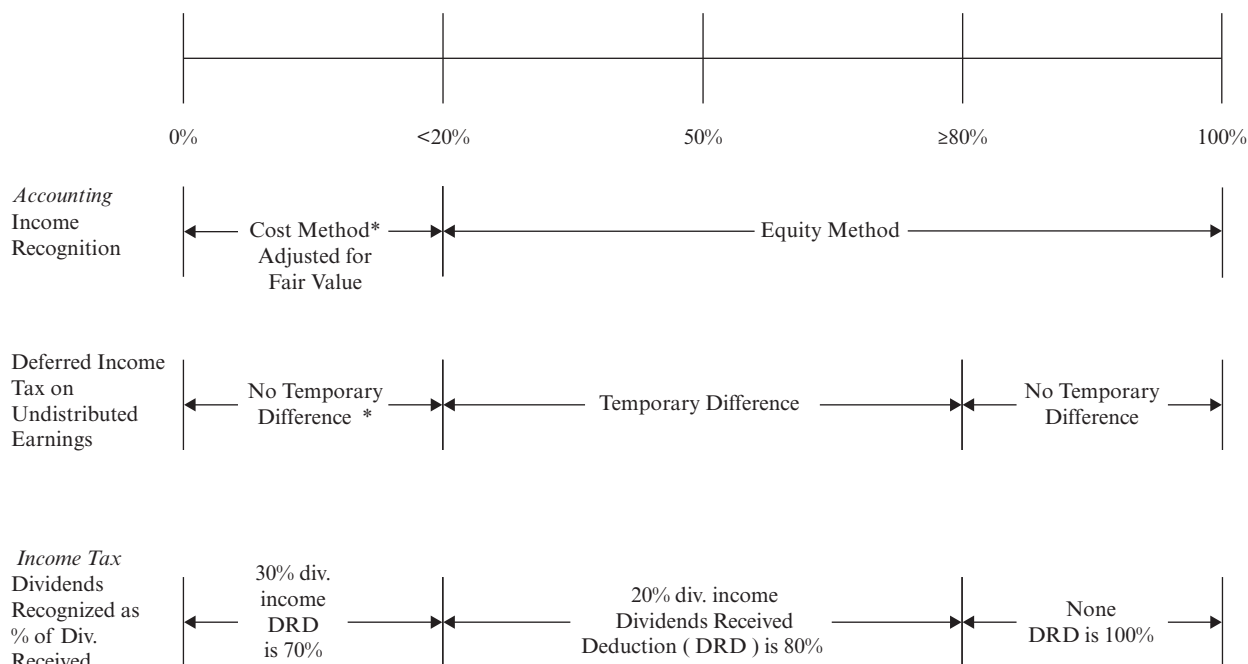 0%
<20%
50%
≥80%
100%
Accounting
Income
Recognition
Cost Method*
Adjusted for
Fair Value
Equity Method
Deferred Income
Tax on
Undistributed
Earnings
No Temporary
Difference *
Temporary Difference
No Temporary
Difference
Income Tax
Dividends
Recognized as
% of Div.
Received
30% div.
income
DRD
is 70%
20% div. income
Dividends Received
Deduction ( DRD ) is 80%
None
DRD is 100%